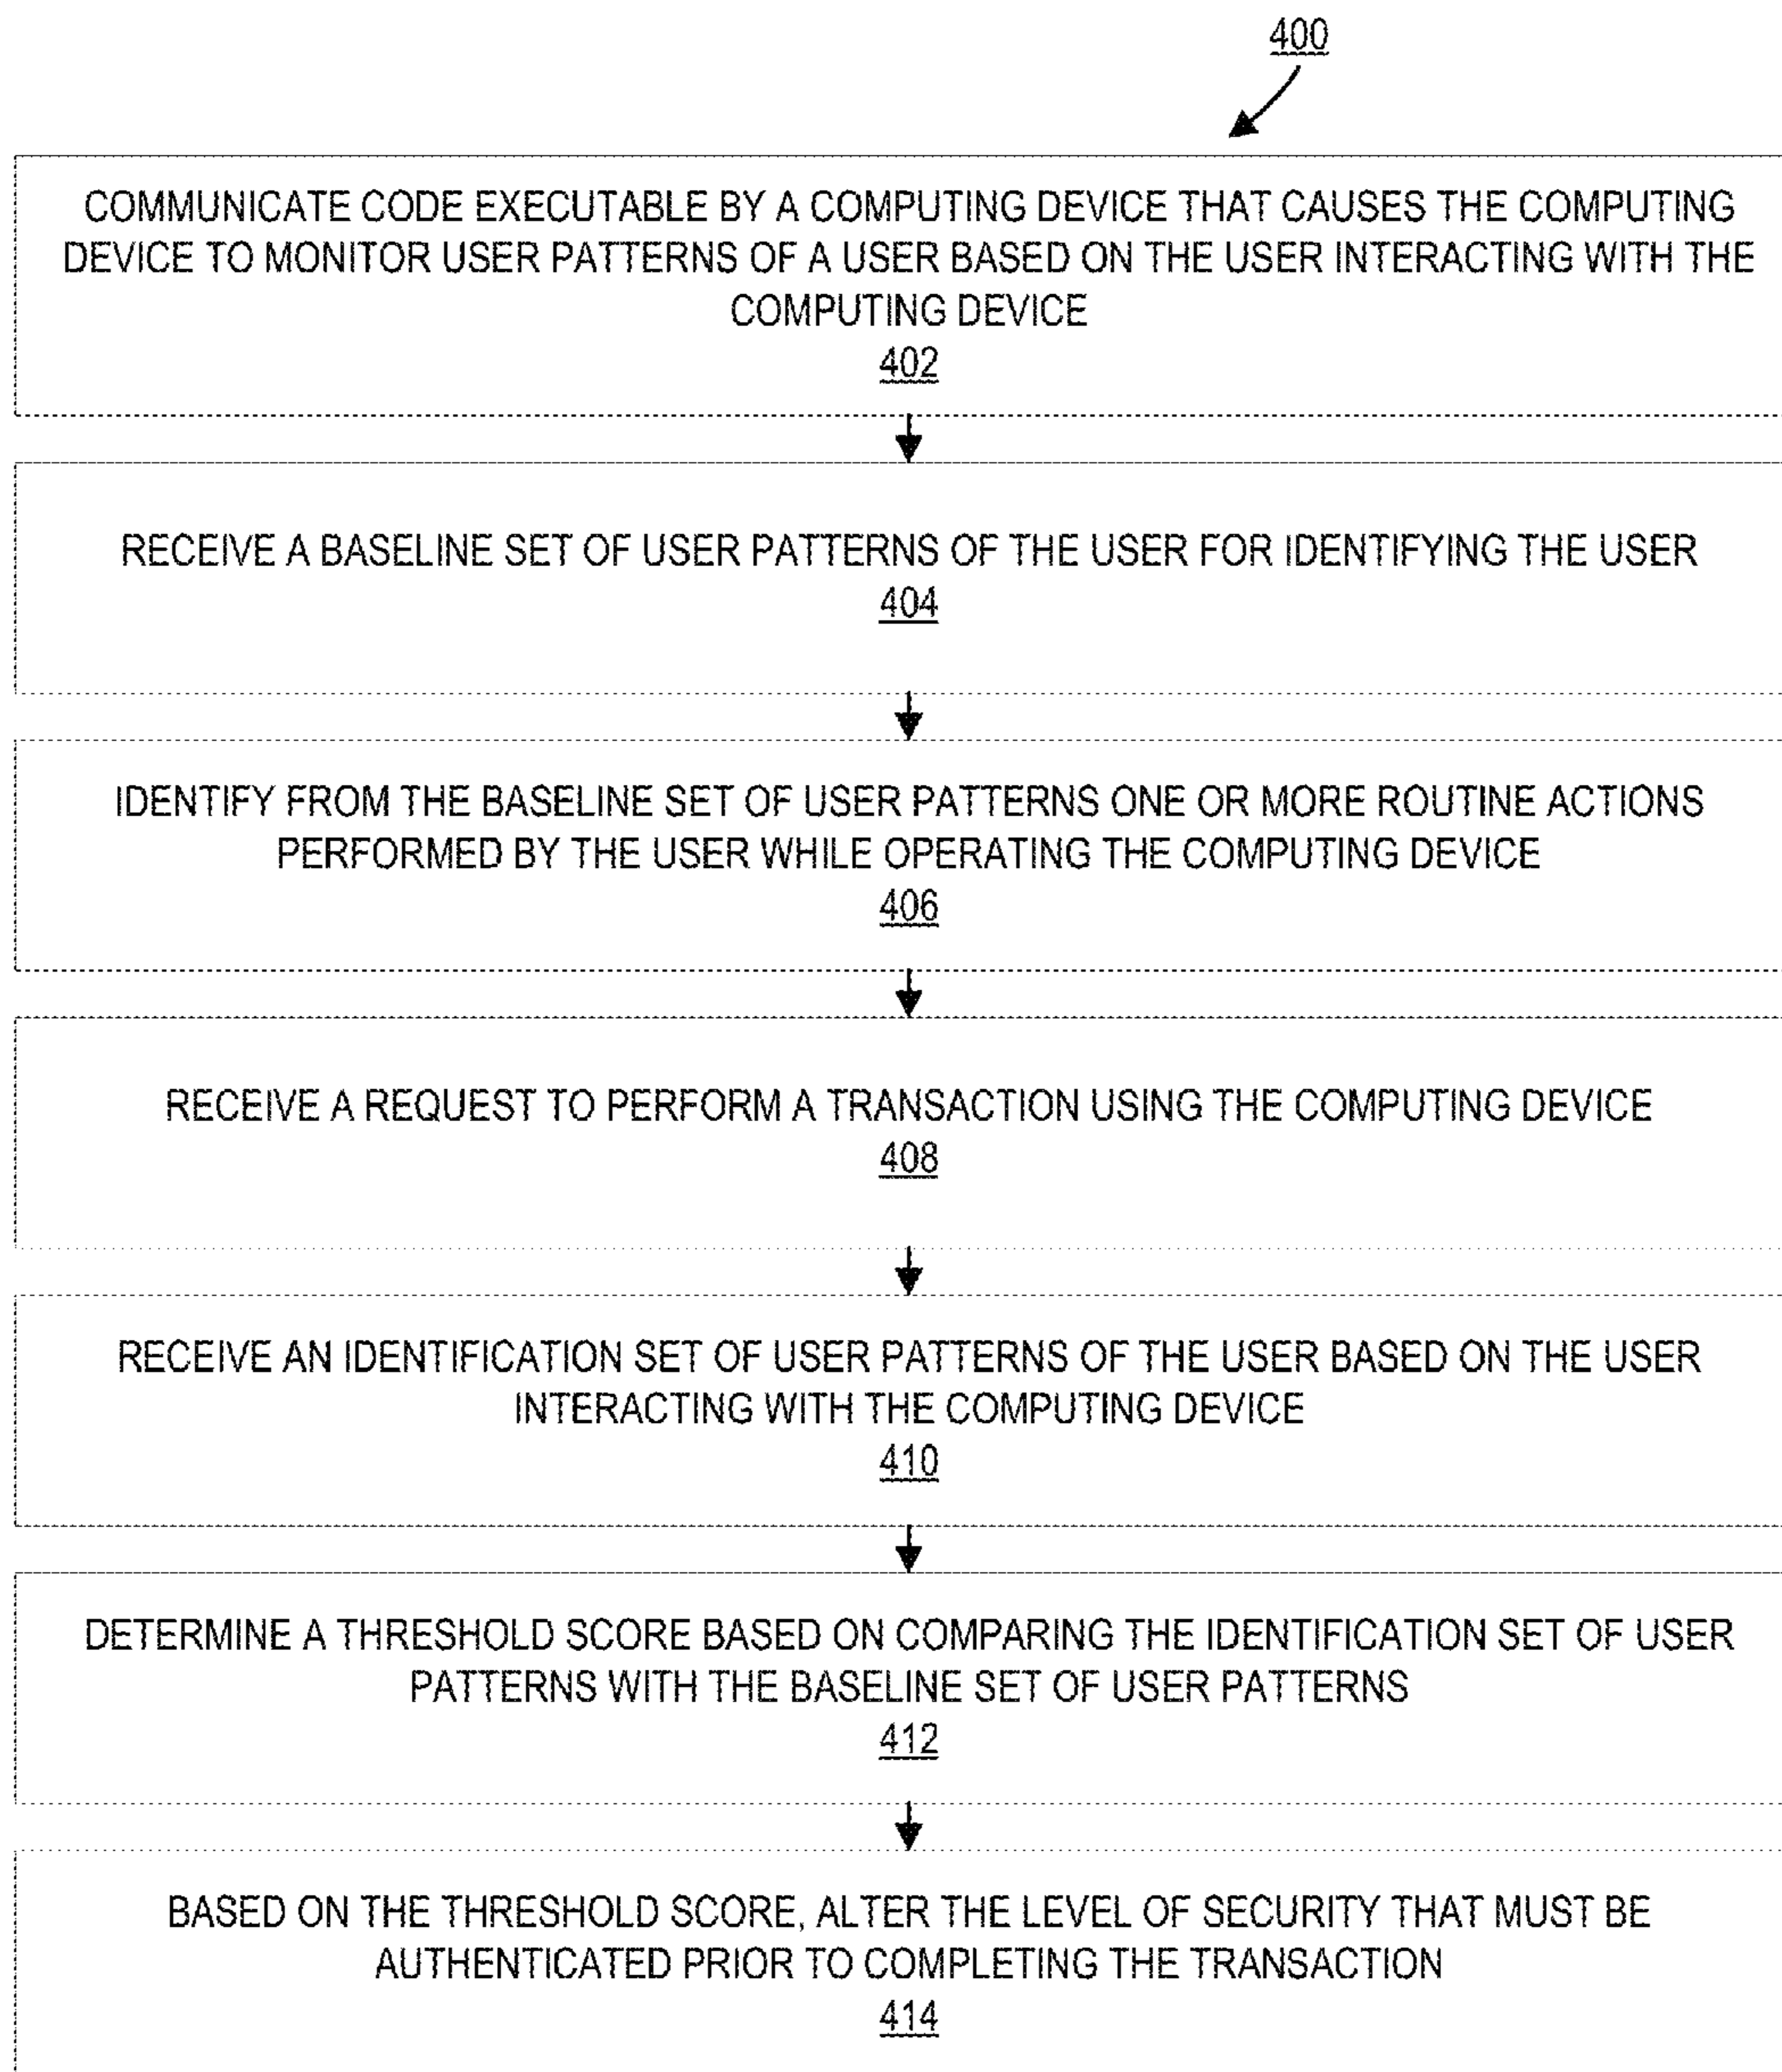 400
COMMUNICATE CODE EXECUTABLE BY A COMPUTING DEVICE THAT CAUSES THE COMPUTING
DEVICE TO MONITOR USER PATTERNS OF A USER BASED ON THE USER INTERACTING WITH THE
COMPUTING DEVICE
402
RECEIVE A BASELINE SET OF USER PATTERNS OF THE USER FOR IDENTIFYING THE USER
404
IDENTIFY FROM THE BASELINE SET OF USER PATTERNS ONE OR MORE ROUTINE ACTIONS
PERFORMED BY THE USER WHILE OPERATING THE COMPUTING DEVICE
406
RECEIVE A REQUEST TO PERFORM A TRANSACTION USING THE COMPUTING DEVICE
408
RECEIVE AN IDENTIFICATION SET OF USER PATTERNS OF THE USER BASED ON THE USER
INTERACTING WITH THE COMPUTING DEVICE
410
DETERMINE A THRESHOLD SCORE BASED ON COMPARING THE IDENTIFICATION SET OF USER
PATTERNS WITH THE BASELINE SET OF USER PATTERNS
412
BASED ON THE THRESHOLD SCORE, ALTER THE LEVEL OF SECURITY THAT MUST BE
AUTHENTICATED PRIOR TO COMPLETING THE TRANSACTION
414